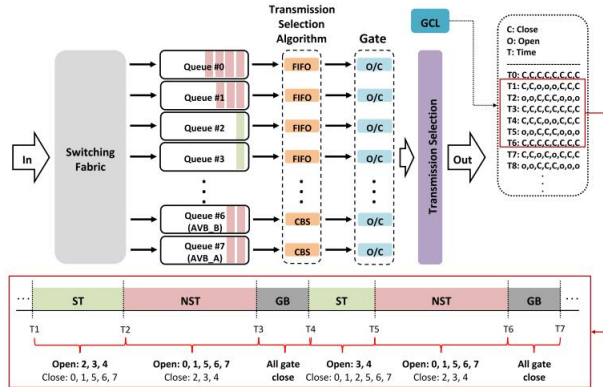 Transmission
Selection
Algorithm
Gate
GCL
C: Close
O: Open
T: Time
Queue #0
FIFO
O/C
T0: C,C,C,C,C,C,C,C
Queue #1
FIFO
O/C
T1: C,C,o,o,o,C,C,C
T2: o,o,C,C,C,o,o,o
Queue #2
FIFO
O/C
T3: C,C,C,C,C,C,C,C
T4: C,C,C,o,o,C,C,C
Queue #3
FIFO
O/C
T5: o,o,C,C,C,o,o,o
T6: C,C,C,C,C,C,C,C
T7: C,C,o,C,o,C,C,C
T8: o,o,C,C,C,o,o,o
In
Switching
Fabric
Transmission Selection
Out
Queue #6
(AVB_B)
CBS
O/C
Queue #7
(AVB_A)
CBS
O/C
ST NST GB ST NST GB
T1 T2 T3 T4 T5 T6 T7
Open: 2, 3, 4
Close: 0, 1, 5, 6, 7
Open: 0, 1, 5, 6, 7
Close: 2, 3, 4
All gate
close
Open: 3, 4
Close: 0, 1, 2, 5, 6, 7
Open: 0, 1, 5, 6, 7
Close: 2, 3, 4
All gate
close